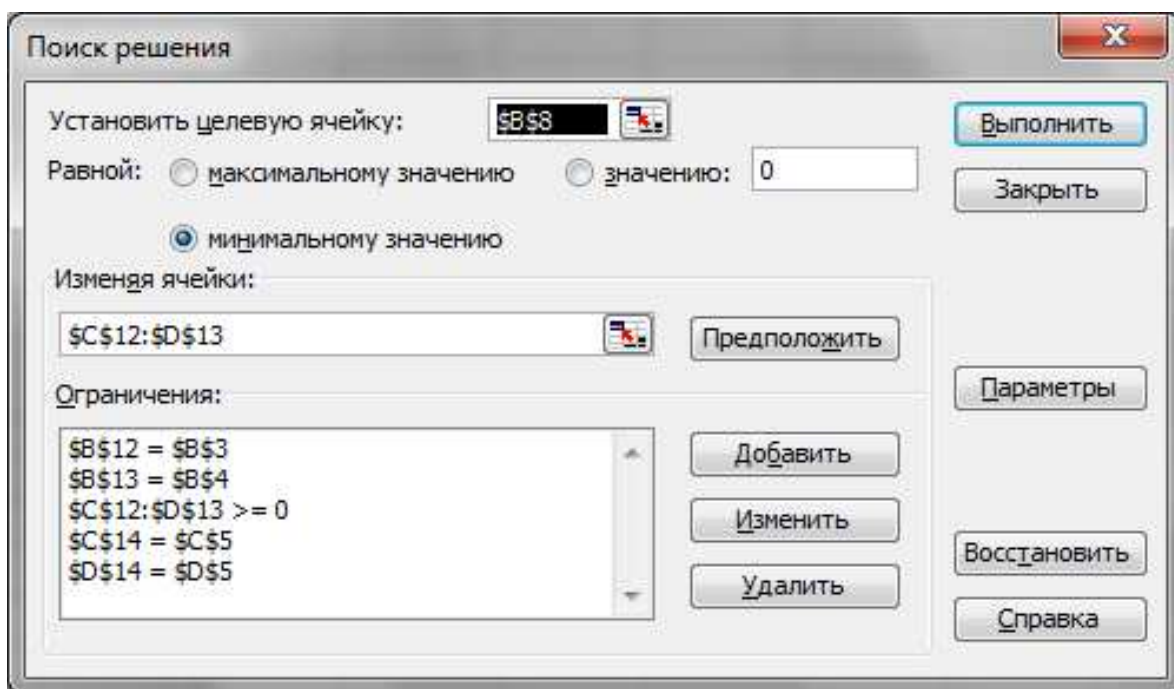 Поиск решения
Установить целевую ячейку: $B$8
Выполнить
Равной: максимальному значению значению: 0
Закрыть
минимальному значению
Изменяя ячейки:
$C$12:$D$13
Предположить
Ограничения:
Параметры
$B$12 = $B$3
$B$13 = $B$4
$C$12:$D$13 >= 0
$C$14 = $C$5
$D$14 = $D$5
Добавить
Изменить
Удалить
Восстановить
Справка